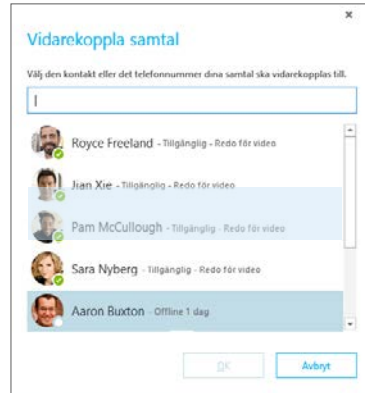 Vidarekoppla samtal
Välj den kontakt eller det telefonnummer dina samtal ska vidarekopplas till.
Royce Freeland - Tillgänglig - Redo för video
Jian Xie - Tillgänglig - Redo för video
Pam McCullough - Tillgänglig - Redo för video
Sara Nyberg - Tillgänglig - Redo för video
Aaron Buxton - Offline 1 dag
OK
Avbryt